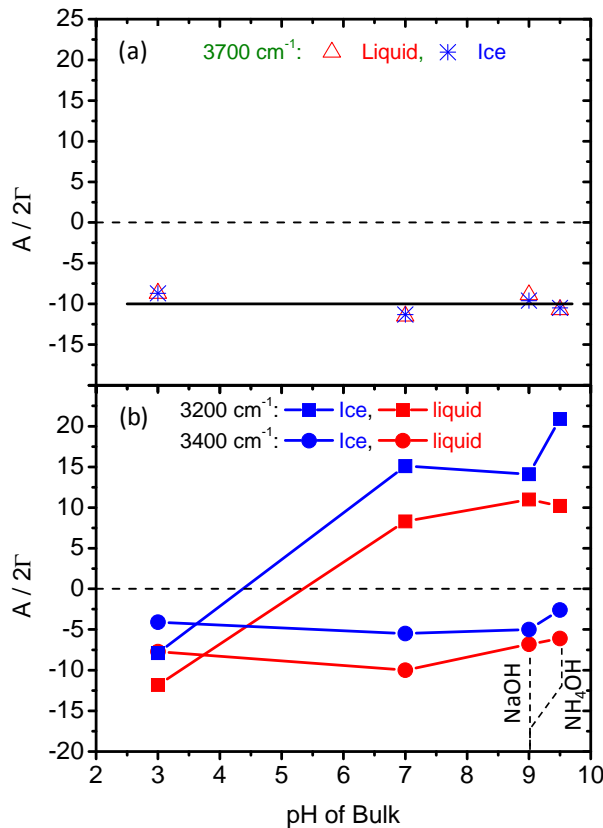 (a) 3700 cm⁻¹: Liquid, Ice
25
20
15
10
5
0
-5
-10
-15
A / 2Γ
(b) 3200 cm⁻¹: Ice, liquid
3400 cm⁻¹: Ice, liquid
20
15
10
5
0
-5
-10
-15
-20
A / 2Γ
NaOH
NH₄OH
2 3 4 5 6 7 8 9 10
pH of Bulk